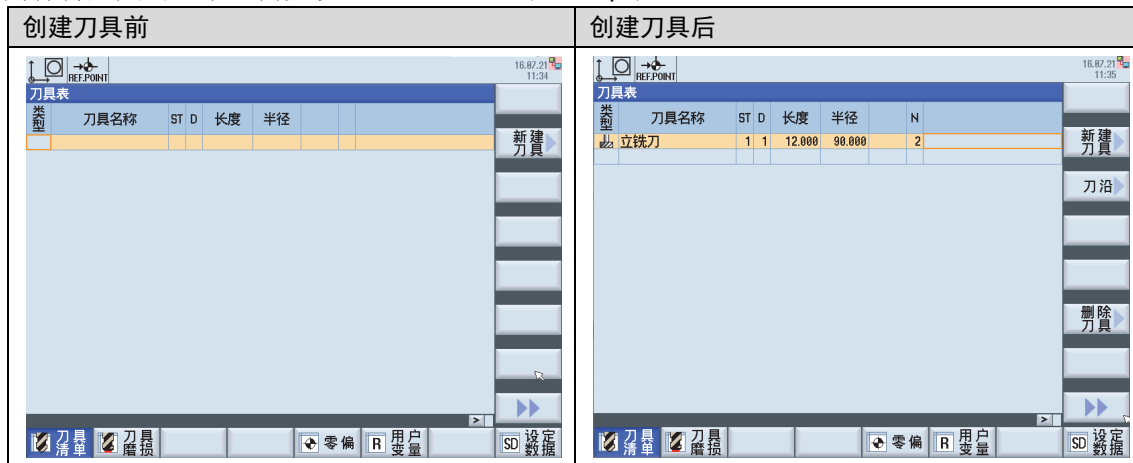 创建刀具前
创建刀具后
REF.POINT
16.07.21
11:34
刀具表
类型 刀具名称 ST D 长度 半径
新建刀具
刀具清单 刀具磨损 零偏 R 用户变量 SD 设定数据
REF.POINT
16.07.21
11:35
刀具表
类型 刀具名称 ST D 长度 半径 N
立铣刀 1 1 12.000 90.000 2
新建刀具
刀沿
删除刀具
刀具清单 刀具磨损 零偏 R 用户变量 SD 设定数据